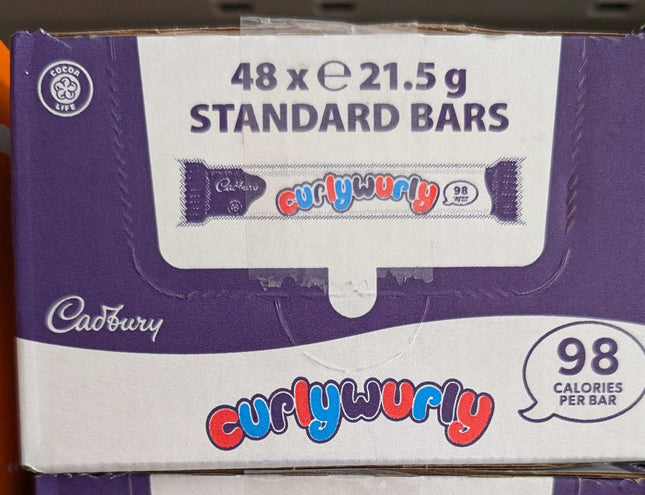 COCOA
LIFE
48 x ℮ 21.5 g
STANDARD BARS
Cadbury
curlywurly
98
Cadbury
98
CALORIES
PER BAR
curlywurly